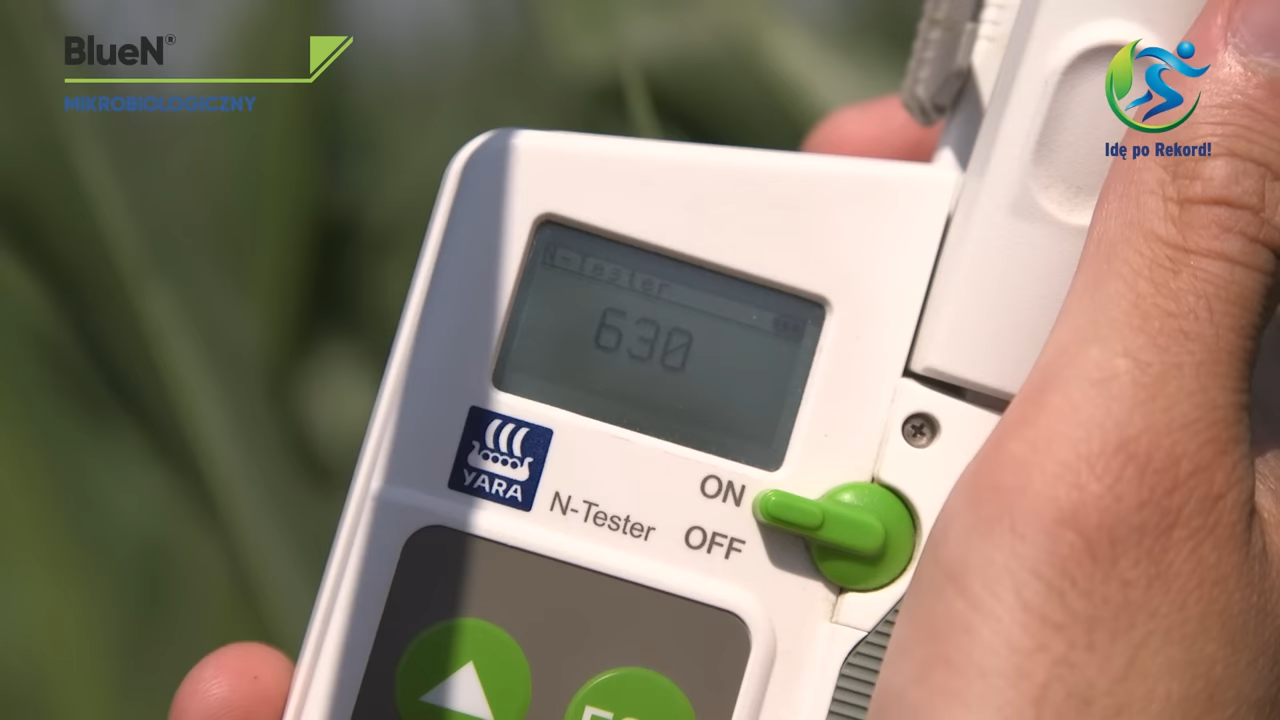 BlueN®
MIKROBIOLOGICZNY
Idę po Rekord!
N-Tester
630
YARA
N-Tester
ON
OFF